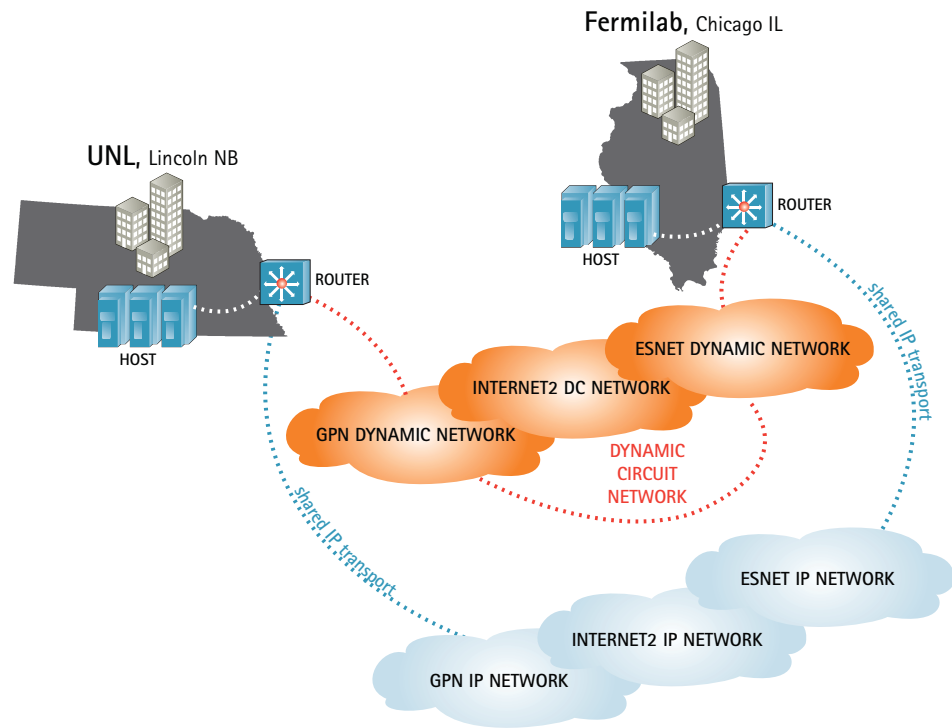 Fermilab, Chicago IL
UNL, Lincoln NB
ROUTER
HOST
ROUTER
HOST
shared IP transport
ESNET DYNAMIC NETWORK
INTERNET2 DC NETWORK
GPN DYNAMIC NETWORK
DYNAMIC
CIRCUIT
NETWORK
shared IP transport
ESNET IP NETWORK
INTERNET2 IP NETWORK
GPN IP NETWORK